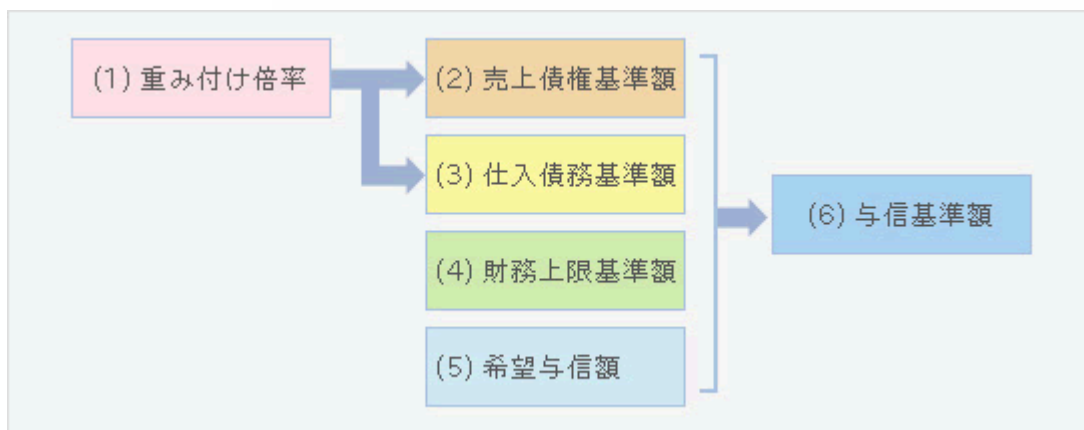 (1) 重み付け倍率
(2) 売上債権基準額
(3) 仕入債務基準額
(4) 財務上限基準額
(5) 希望与信額
(6) 与信基準額